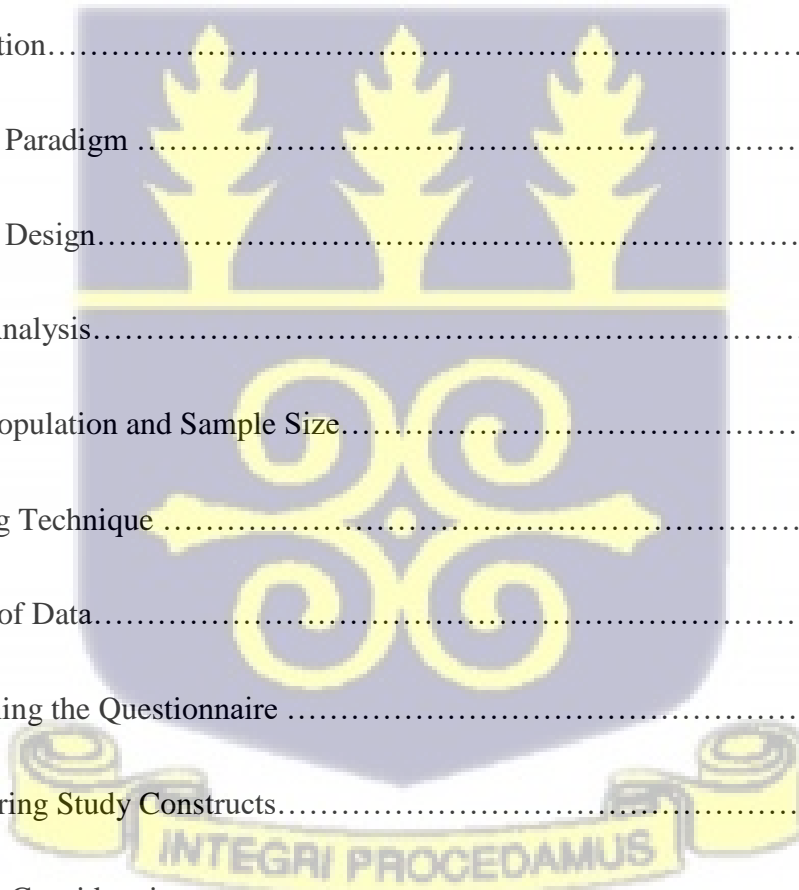 tion……………………………………………………
Paradigm ……………………………………………
Design…………………………………………………
nalysis…………………………………………………
opulation and Sample Size………………………………
g Technique ……………………………………………
of Data…………………………………………………
ing the Questionnaire ……………………………………
ring Study Constructs……………………………………
INTEGRI PROCEDAMUS